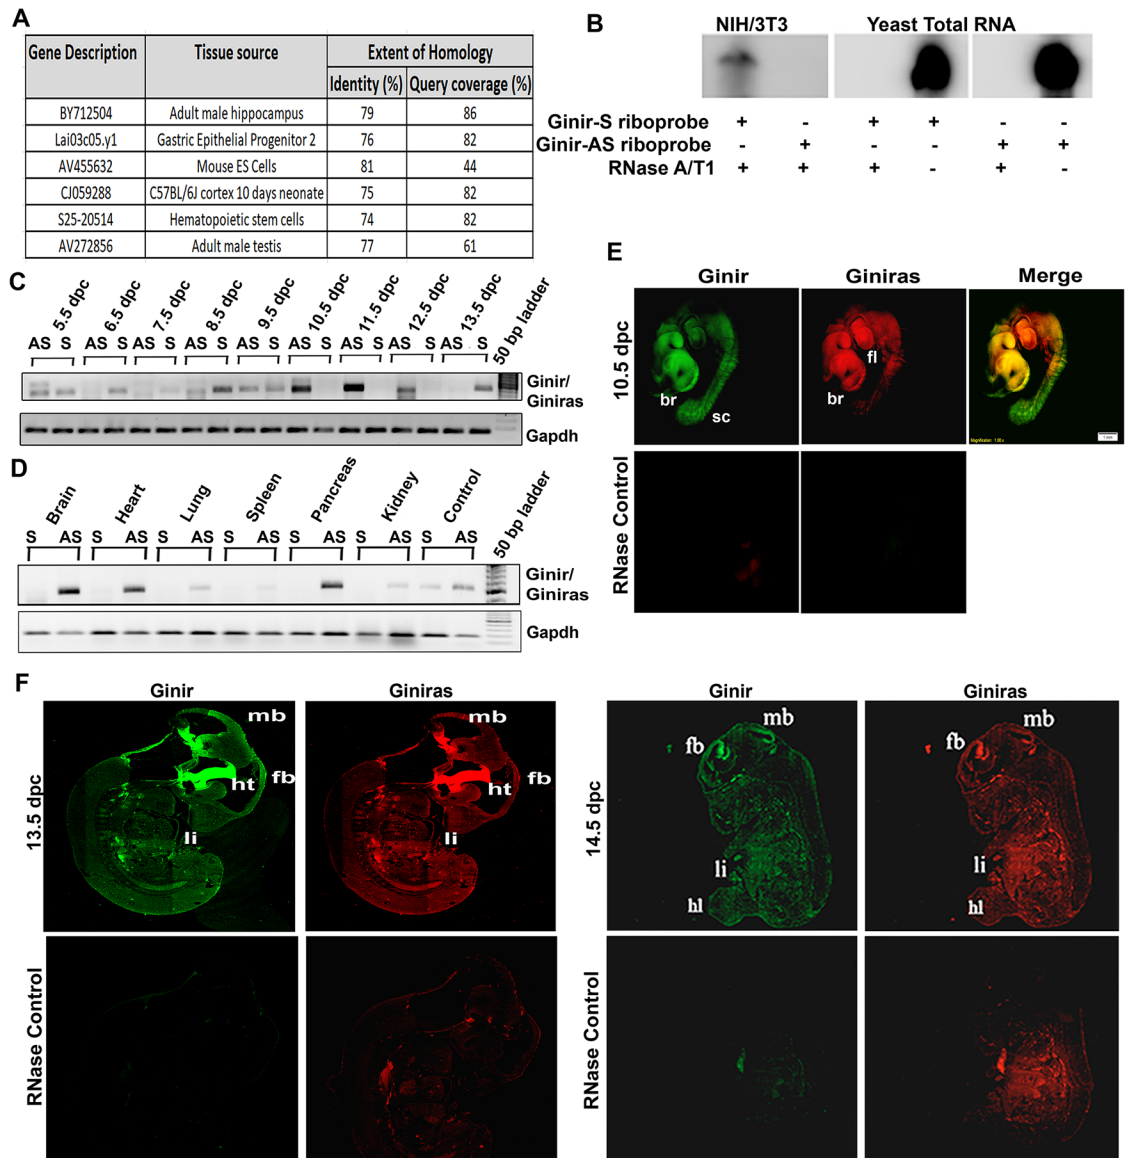 A
Gene Description Tissue source Extent of Homology
Identity (%) Query coverage (%)
BY712504 Adult male hippocampus 79 86
Lai03c05.y1 Gastric Epithelial Progenitor 2 76 82
AV455632 Mouse ES Cells 81 44
CJ059288 C57BL/6J cortex 10 days neonate 75 82
S25-20514 Hematopoietic stem cells 74 82
AV272856 Adult male testis 77 61
B
NIH/3T3 Yeast Total RNA
Ginir-S riboprobe + - + + - -
Ginir-AS riboprobe - + - - + +
RNase A/T1 + + + - + -
C
5.5 dpc 6.5 dpc 7.5 dpc 8.5 dpc 9.5 dpc 10.5 dpc 11.5 dpc 12.5 dpc 13.5 dpc 50 bp ladder
AS S AS S AS S AS S AS S AS S AS S AS S AS S
Ginir/
Giniras
Gapdh
D
Brain Heart Lung Spleen Pancreas Kidney Control 50 bp ladder
S AS S AS S AS S AS S AS S AS S AS
Ginir/
Giniras
Gapdh
E
Ginir Giniras Merge
10.5 dpc
fl
br br
sc
Magnification: 1.00 x
1 mm
RNase Control
F
Ginir Giniras Ginir Giniras
13.5 dpc
mb mb
fb fb
ht ht
li li
14.5 dpc
mb mb
fb fb
li li
hl hl
RNase Control RNase Control